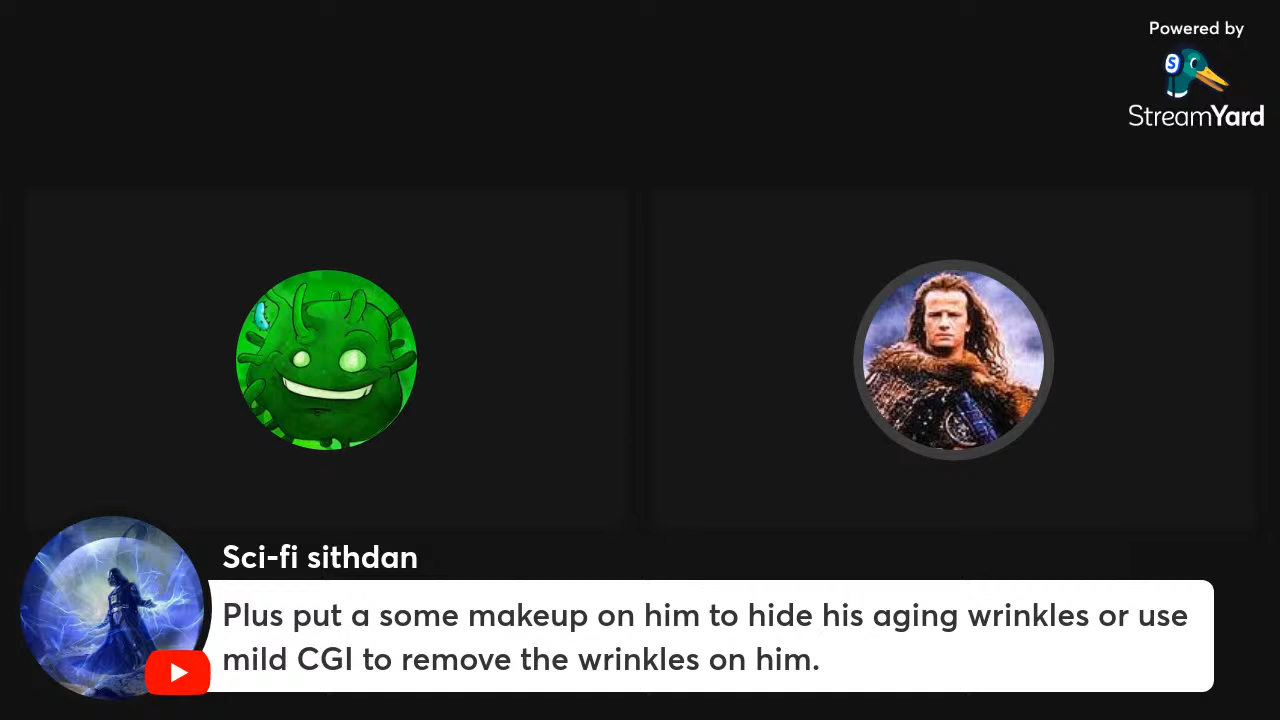 Powered by
S
StreamYard
Sci-fi sithdan
Plus put a some makeup on him to hide his aging wrinkles or use
mild CGI to remove the wrinkles on him.